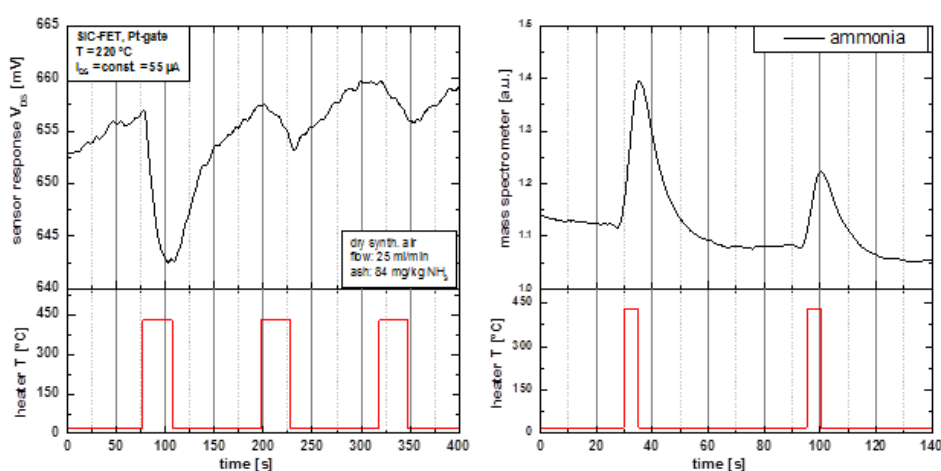 SIC-FET, Pt-gate
T = 220 °C
I_DS = const. = 55 µA
sensor response V_DS [mV]
665
660
655
650
645
640
dry synth. air
flow: 25 ml/min
ash: 84 mg/kg NH3
heater T [°C]
450
300
150
0
0 50 100 150 200 250 300 350 400
time [s]
ammonia
mass spectrometer [a.u.]
1.5
1.4
1.3
1.2
1.1
1.0
heater T [°C]
450
300
150
0
0 20 40 60 80 100 120 140
time [s]